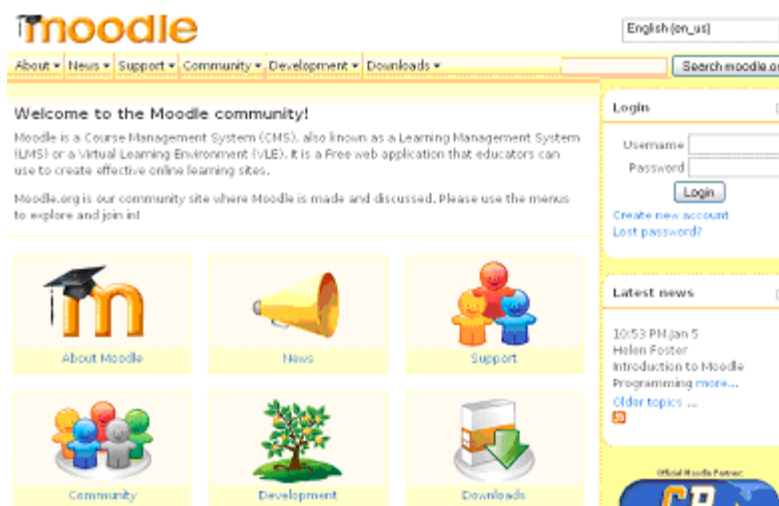 moodle
English (en_us)
About News Support Community Development Downloads
Search moodle.or
Welcome to the Moodle community!
Moodle is a Course Management System (CMS), also known as a Learning Management System
(LMS) or a Virtual Learning Environment (VLE). It is a Free web application that educators can
use to create effective online learning sites.
Moodle.org is our community site where Moodle is made and discussed. Please use the menus
to explore and join in!
About Moodle
News
Support
Community
Development
Downloads
Login
Username
Password
Login
Create new account
Lost password?
Latest news
10:53 PM, Jan 5
Helen Foster
Introduction to Moodle
Programming more...
Older topics ...
Official Moodle Partner: